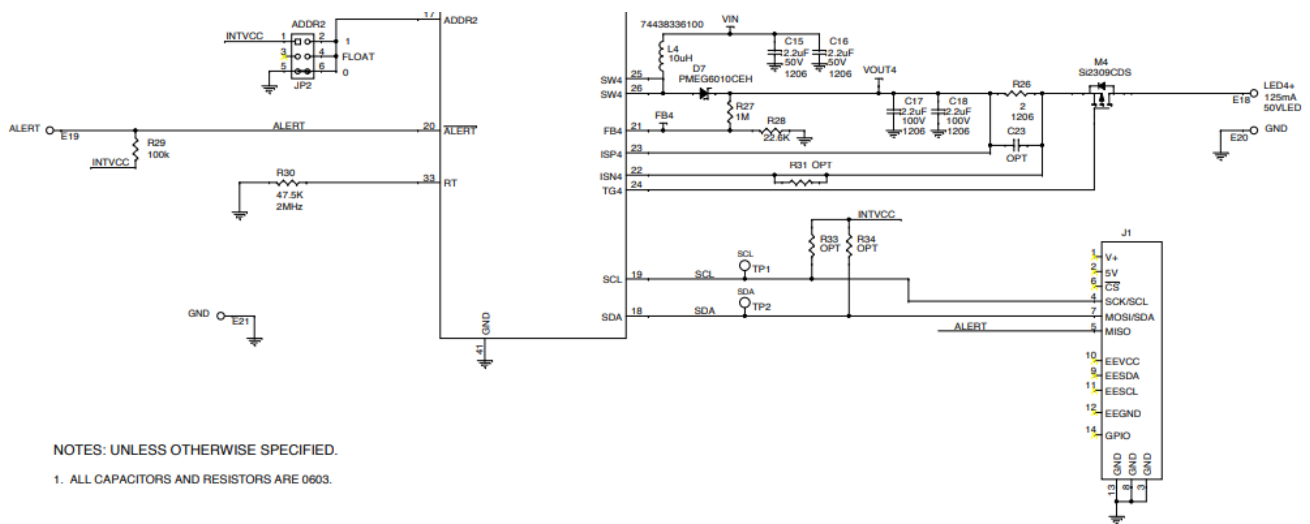 ADDR2
INTVCC
1 2 1
3 4 FLOAT
5 6 0
JP2
17 ADDR2
74438336100
VIN
L4
10uH
C15
2.2uF
50V
1206
C16
2.2uF
50V
1206
D7
PMEG6010CEH
VOUT4
25
SW4
26
SW4
R27
1M
FB4
21
FB4
R28
22.6K
C17
2.2uF
100V
1206
C18
2.2uF
100V
1206
R26
2
1206
C23
OPT
M4
Si2309CDS
E18
LED4+
125mA
50VLED
E20
GND
23
ISP4
22
ISN4
R31 OPT
24
TG4
ALERT
E19
ALERT
20
ALERT
R29
100k
INTVCC
R30
47.5K
2MHz
33
RT
INTVCC
R33
OPT
R34
OPT
SCL
TP1
SCL
19
SCL
SDA
TP2
SDA
18
SDA
GND
E21
GND
41
J1
1 V+
2 5V
6 CS
4 SCK/SCL
7 MOSI/SDA
ALERT
5 MISO
10 EEVCC
9 EESDA
11 EESCL
12 EEGND
14 GPIO
GND GND GND
13 8 3
NOTES: UNLESS OTHERWISE SPECIFIED.
1. ALL CAPACITORS AND RESISTORS ARE 0603.